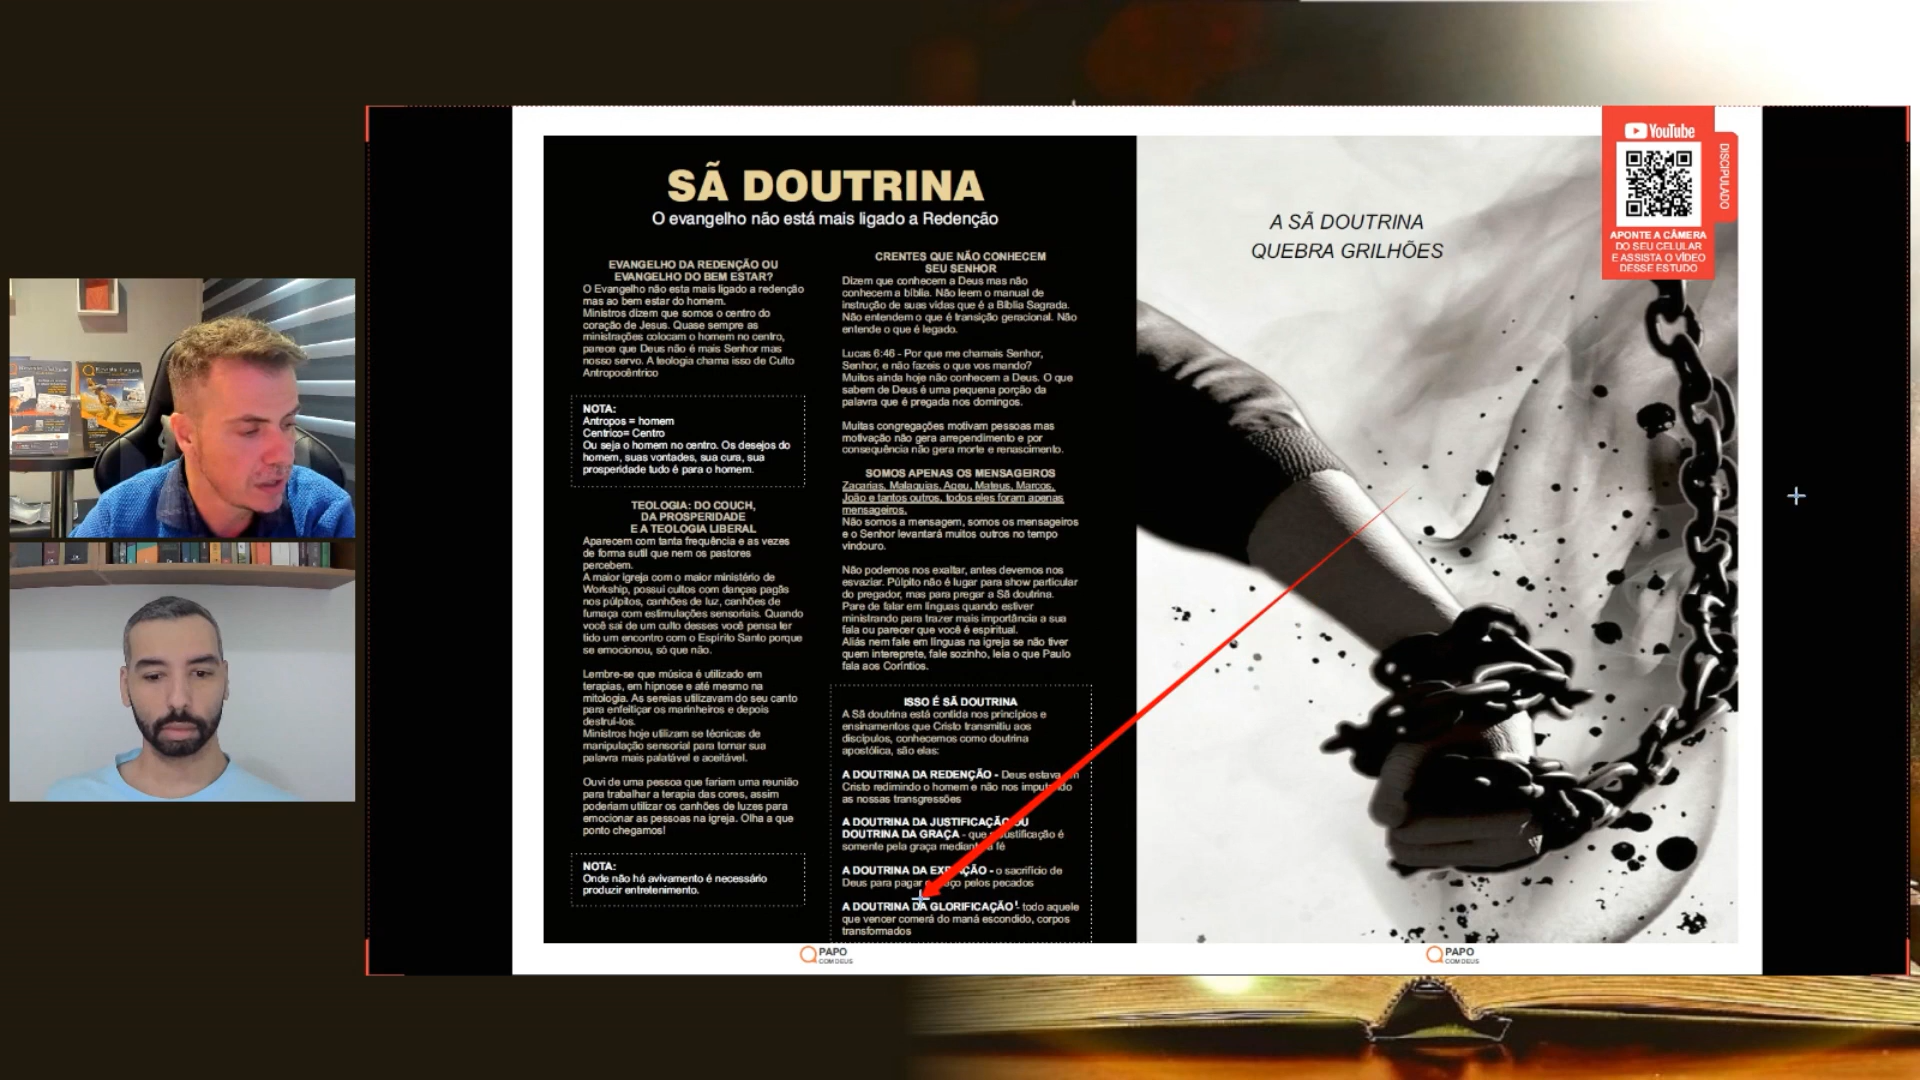 SÃ DOUTRINA
O evangelho não está mais ligado a Redenção
EVANGELHO DA REDENÇÃO OU
EVANGELHO DO BEM ESTAR?
O Evangelho não esta mais ligado a redenção
mas ao bem estar do homem.
Ministros dizem que somos o centro do
coração de Jesus. Quase sempre as
ministrações colocam o homem no centro,
parece que Deus não é mais Senhor mas
nosso servo. A teologia chama isso de Culto
Antropocêntrico
NOTA:
Antropos = homem
Centrico= Centro
Ou seja o homem no centro. Os desejos do
homem, suas vontades, sua cura, sua
prosperidade tudo é para o homem.
TEOLOGIA: DO COUCH,
DA PROSPERIDADE
E A TEOLOGIA LIBERAL
Aparecem com tanta frequência e as vezes
de forma sutil que nem os pastores
percebem.
A maior igreja com o maior ministério de
Workship, possui cultos com danças pagãs
nos púlpitos, canhões de luz, canhões de
fumaça com estimulações sensoriais. Quando
você sai de um culto desses você pensa ter
tido um encontro com o Espírito Santo porque
se emocionou, só que não.
Lembre-se que música é utilizado em
terapias, em hipnose e até mesmo na
mitologia. As sereias utilizavam do seu canto
para enfeitiçar os marinheiros e depois
destruí-los.
Ministros hoje utilizam se técnicas de
manipulação sensorial para tornar sua
palavra mais palatável e aceitável.
Ouvi de uma pessoa que fariam uma reunião
para trabalhar a terapia das cores, assim
poderiam utilizar os canhões de luzes para
emocionar as pessoas na igreja. Olha a que
ponto chegamos!
NOTA:
Onde não há avivamento é necessário
produzir entretenimento.
CRENTES QUE NÃO CONHECEM
SEU SENHOR
Dizem que conhecem a Deus mas não
conhecem a bíblia. Não leem o manual de
instrução de suas vidas que é a Bíblia Sagrada.
Não entendem o que é transição geracional. Não
entende o que é legado.
Lucas 6:46 - Por que me chamais Senhor,
Senhor, e não fazeis o que vos mando?
Muitos ainda hoje não conhecem a Deus. O que
sabem de Deus é uma pequena porção da
palavra que é pregada nos domingos.
Muitas congregações motivam pessoas mas
motivação não gera arrependimento e por
consequência não gera morte e renascimento.
SOMOS APENAS OS MENSAGEIROS
Zacarias, Malaquias, Ageu, Mateus, Marcos,
João e tantos outros, todos eles foram apenas
mensageiros.
Não somos a mensagem, somos os mensageiros
e o Senhor levantará muitos outros no tempo
vindouro.
Não podemos nos exaltar, antes devemos nos
esvaziar. Púlpito não é lugar para show particular
do pregador, mas para pregar a Sã doutrina.
Pare de falar em línguas quando estiver
ministrando para trazer mais importância a sua
fala ou parecer que você é espiritual.
Aliás nem fale em línguas na igreja se não tiver
quem intereprete, fale sozinho, leia o que Paulo
fala aos Coríntios.
ISSO É SÃ DOUTRINA
A Sã doutrina está contida nos princípios e
ensinamentos que Cristo transmitiu aos
discípulos, conhecemos como doutrina
apostólica, são elas:
A DOUTRINA DA REDENÇÃO - Deus estava em
Cristo redimindo o homem e não nos imputando
as nossas transgressões
A DOUTRINA DA JUSTIFICAÇÃO OU
DOUTRINA DA GRAÇA - que a justificação é
somente pela graça mediante a fé
A DOUTRINA DA EXPIAÇÃO - o sacrifício de
Deus para pagar o preço pelos pecados
A DOUTRINA DA GLORIFICAÇÃO - todo aquele
que vencer comerá do maná escondido, corpos
transformados
PAPO
COM DEUS
A SÃ DOUTRINA
QUEBRA GRILHÕES
YouTube
DISCIPULADO
APONTE A CÂMERA
DO SEU CELULAR
E ASSISTA O VÍDEO
DESSE ESTUDO
PAPO
COM DEUS